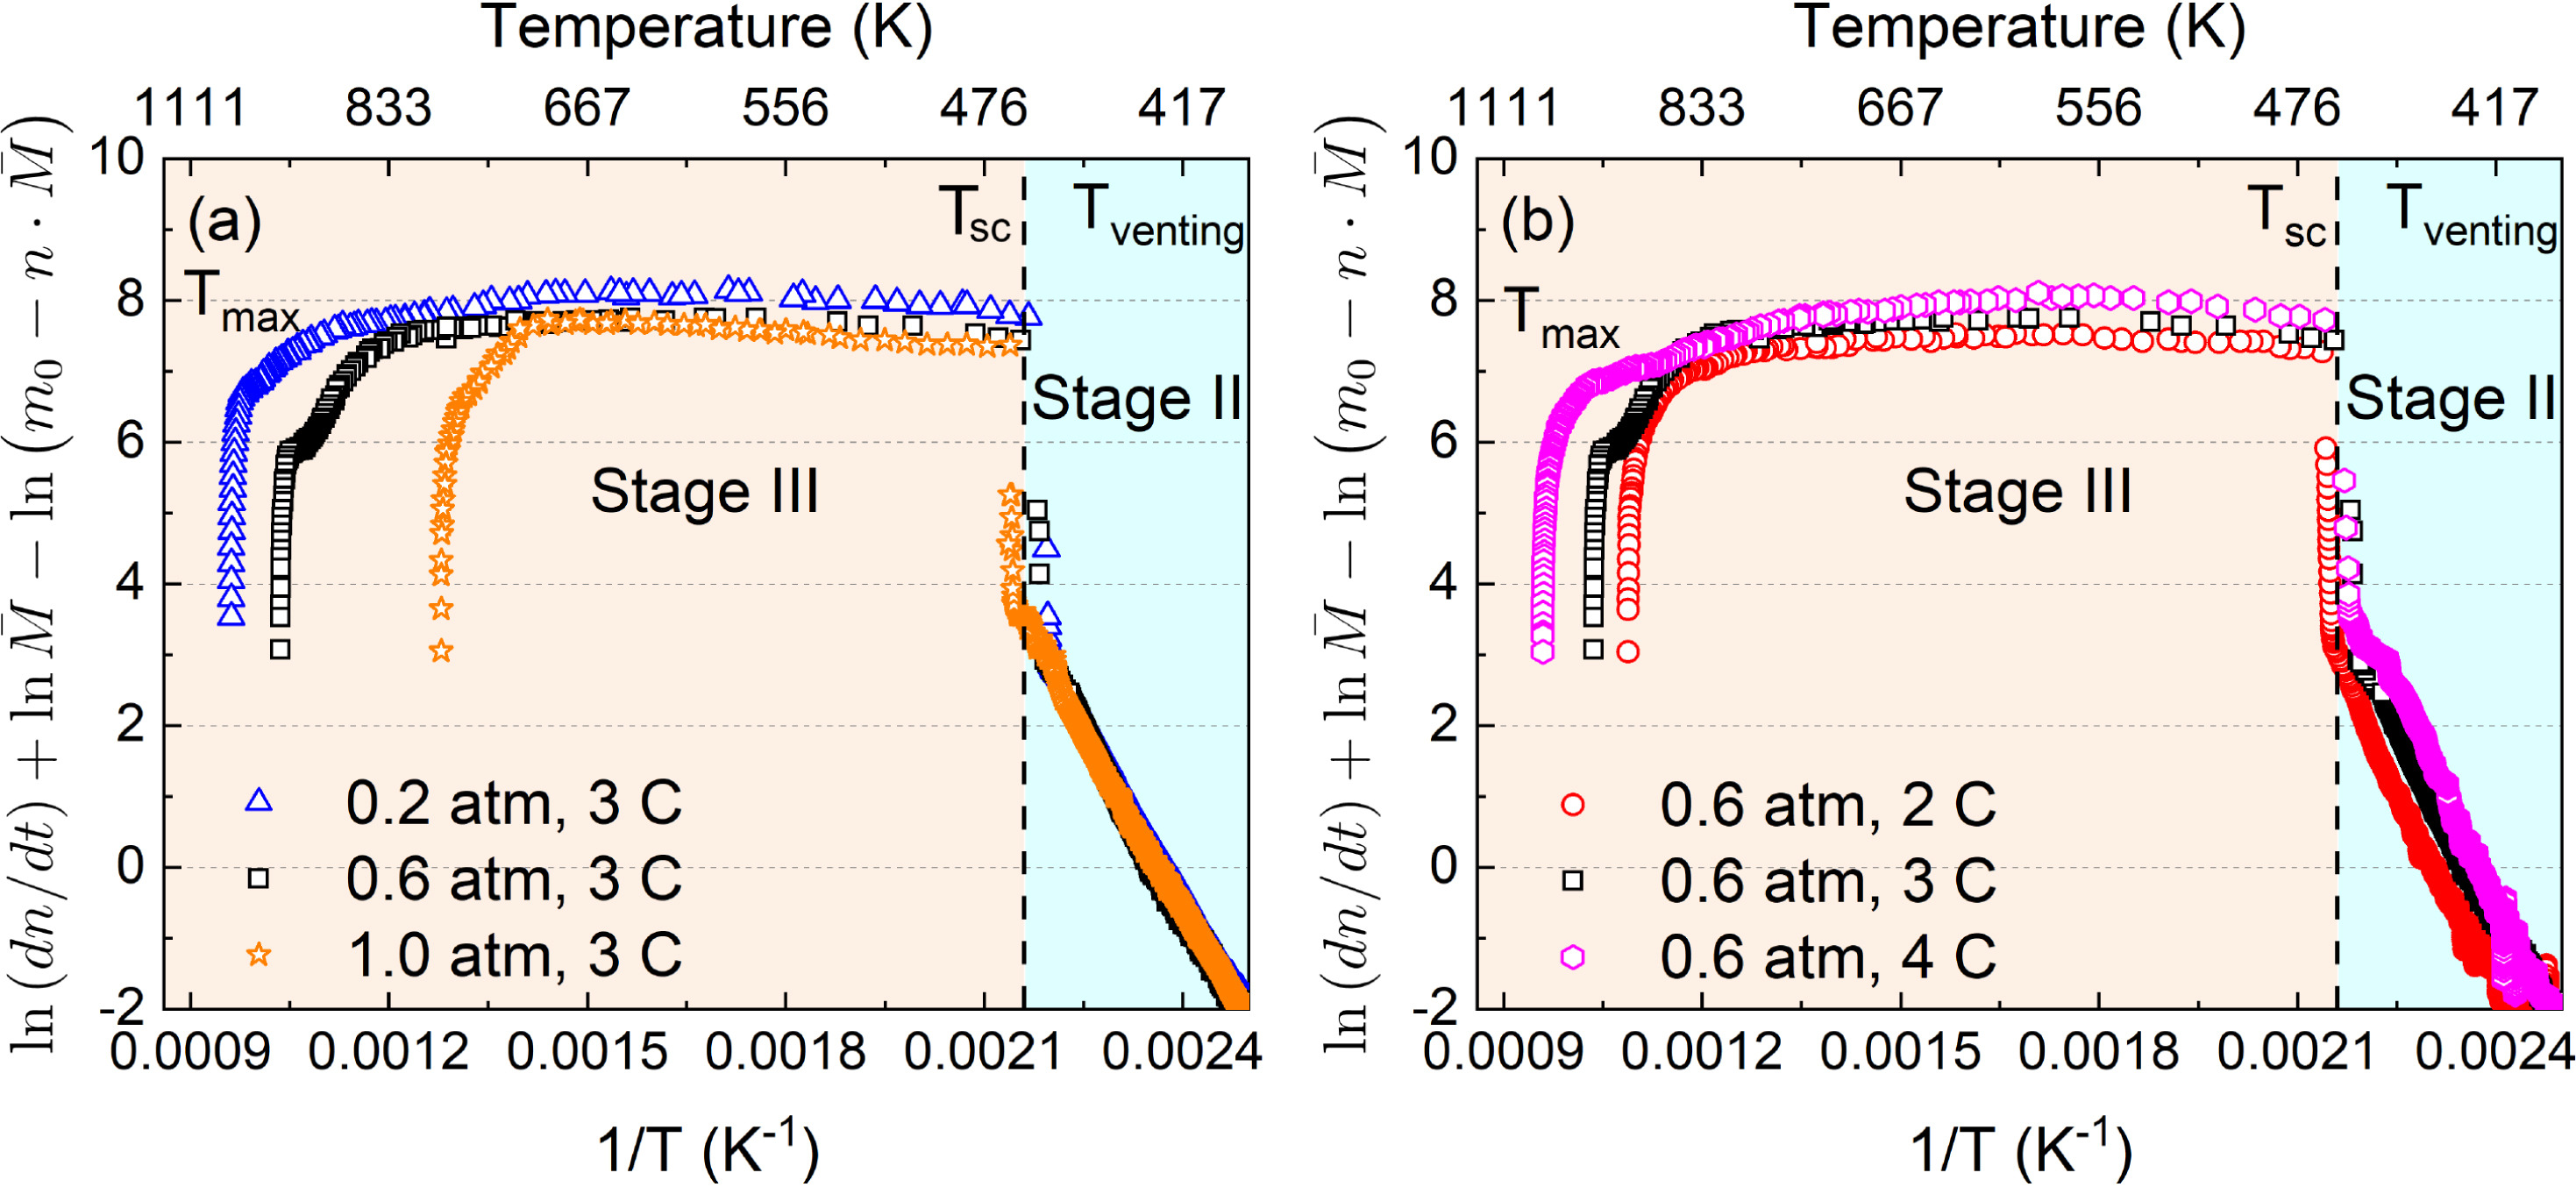 Temperature (K)
1111 833 667 556 476 417
ln (dn/dt) + ln M̄ − ln (m₀ − n · M̄)
10
8
6
4
2
0
-2
(a)
T_sc
T_venting
T_max
Stage II
Stage III
0.2 atm, 3 C
0.6 atm, 3 C
1.0 atm, 3 C
0.0009 0.0012 0.0015 0.0018 0.0021 0.0024
1/T (K⁻¹)
Temperature (K)
1111 833 667 556 476 417
ln (dn/dt) + ln M̄ − ln (m₀ − n · M̄)
10
8
6
4
2
0
-2
(b)
T_sc
T_venting
T_max
Stage II
Stage III
0.6 atm, 2 C
0.6 atm, 3 C
0.6 atm, 4 C
0.0009 0.0012 0.0015 0.0018 0.0021 0.0024
1/T (K⁻¹)